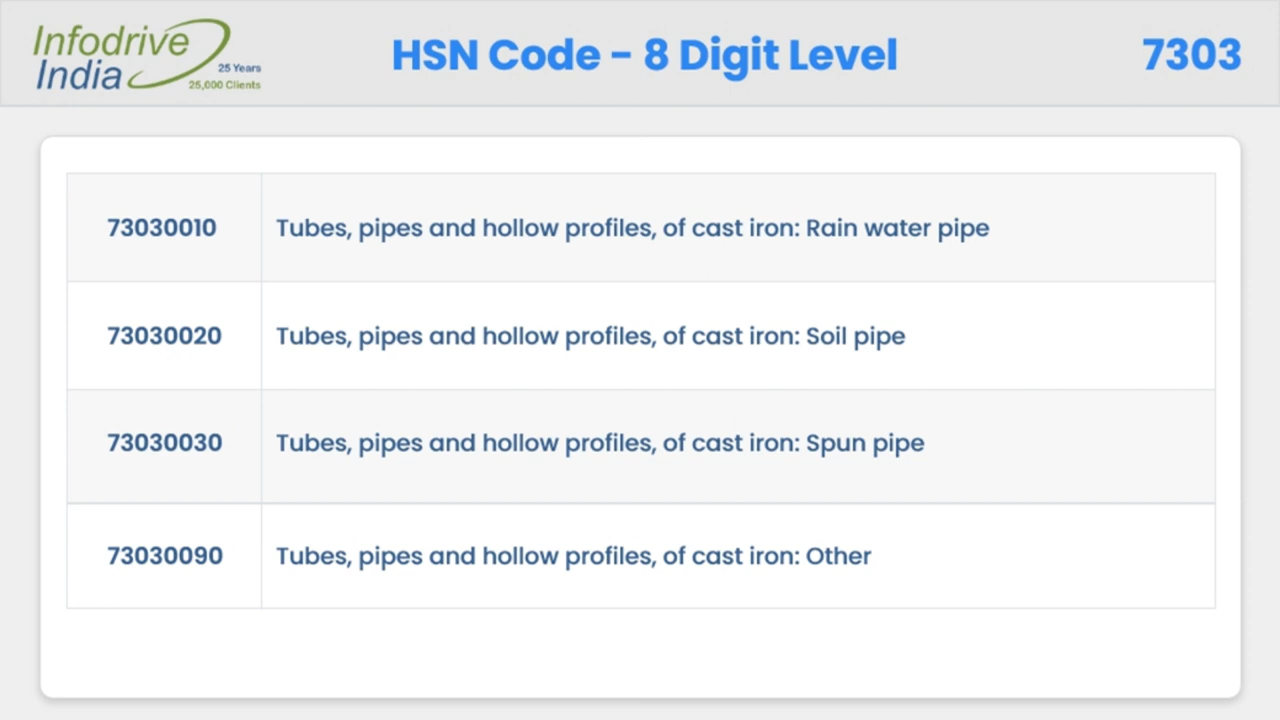 Infodrive
India
25 Years
25,000 Clients
HSN Code - 8 Digit Level
7303
73030010 Tubes, pipes and hollow profiles, of cast iron: Rain water pipe
73030020 Tubes, pipes and hollow profiles, of cast iron: Soil pipe
73030030 Tubes, pipes and hollow profiles, of cast iron: Spun pipe
73030090 Tubes, pipes and hollow profiles, of cast iron: Other